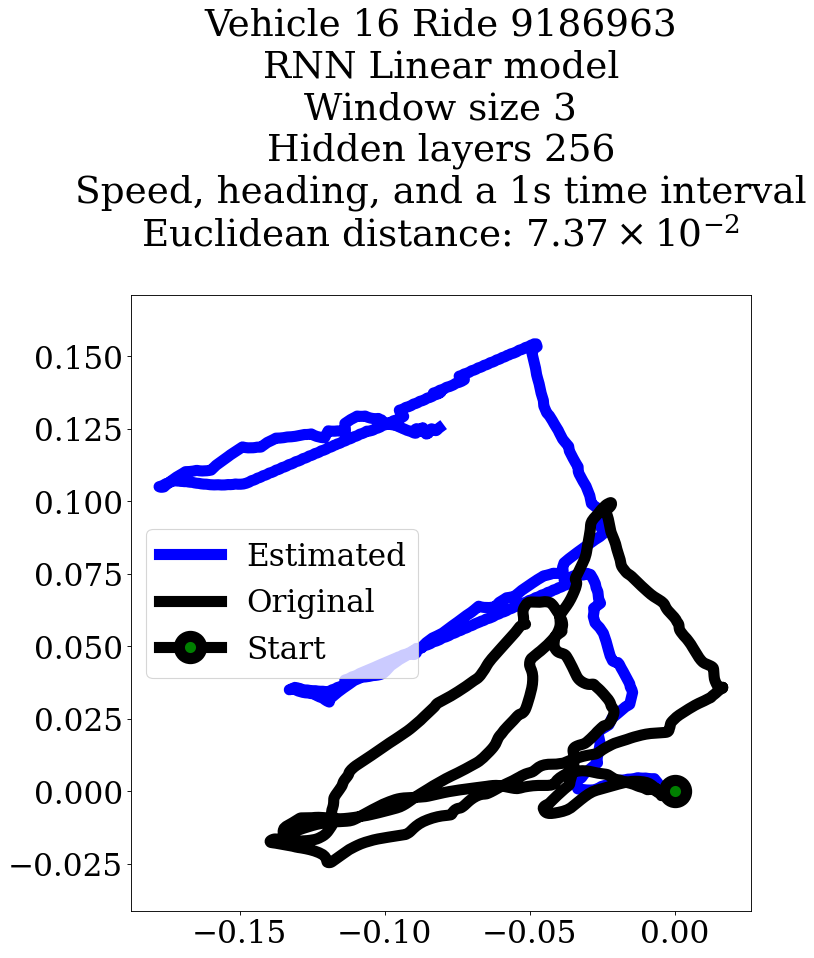 Vehicle 16 Ride 9186963
RNN Linear model
Window size 3
Hidden layers 256
Speed, heading, and a 1s time interval
Euclidean distance: 7.37 × 10⁻²
0.150
0.125
0.100
0.075
0.050
0.025
0.000
−0.025
Estimated
Original
Start
−0.15 −0.10 −0.05 0.00